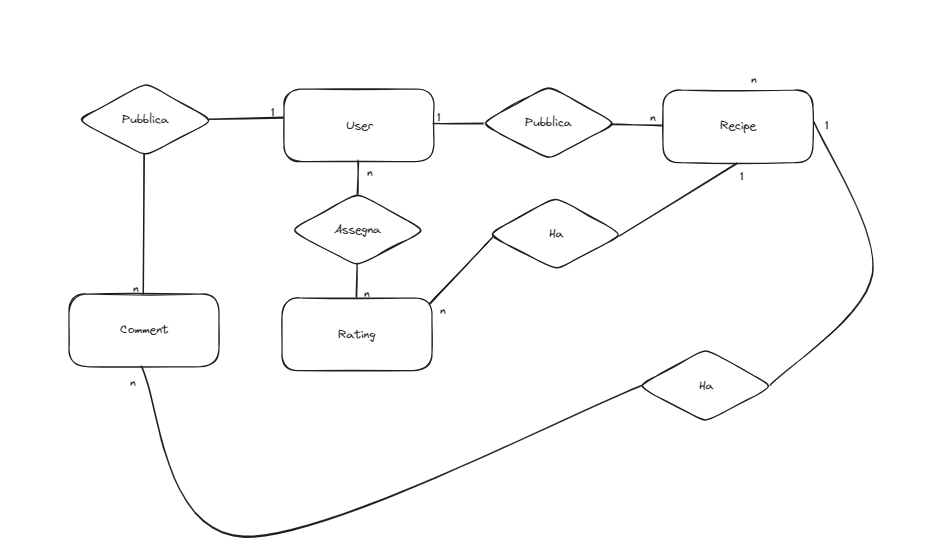 n
Pubblica
1
User
1
Pubblica
n
Recipe
1
n
1
Assegna
Ha
n
n
n
Comment
Rating
n
Ha